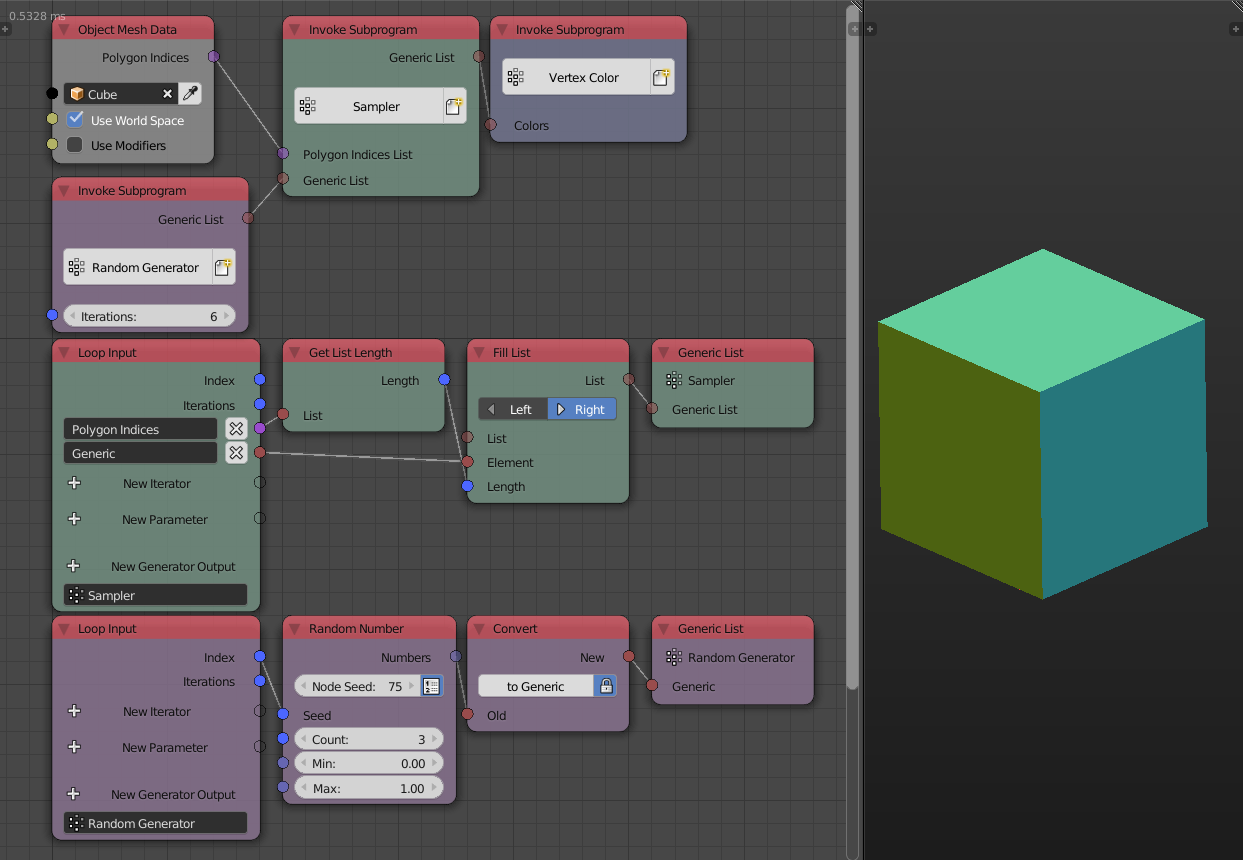 0.5328 ms
Object Mesh Data
Polygon Indices
Cube
Use World Space
Use Modifiers
Invoke Subprogram
Generic List
Sampler
Polygon Indices List
Generic List
Invoke Subprogram
Vertex Color
Colors
Invoke Subprogram
Generic List
Random Generator
Iterations: 6
Loop Input
Index
Iterations
Polygon Indices
Generic
New Iterator
New Parameter
New Generator Output
Sampler
Get List Length
Length
List
Fill List
List
Left Right
List
Element
Length
Generic List
Sampler
Generic List
Loop Input
Index
Iterations
New Iterator
New Parameter
New Generator Output
Random Generator
Random Number
Numbers
Node Seed: 75
Seed
Count: 3
Min: 0.00
Max: 1.00
Convert
New
to Generic
Old
Generic List
Random Generator
Generic